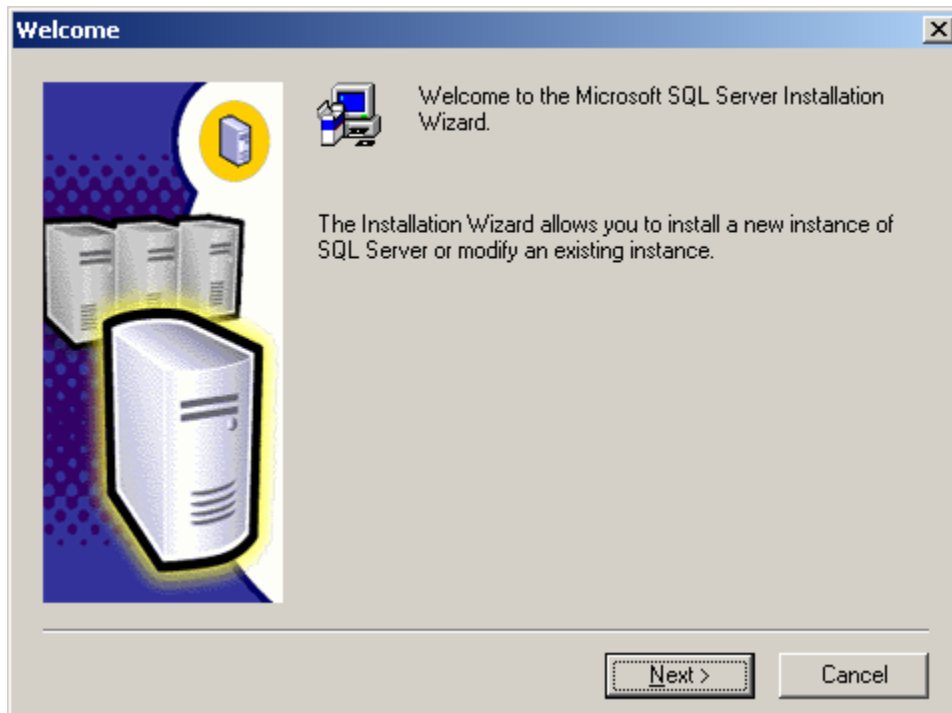 Welcome
Welcome to the Microsoft SQL Server Installation
Wizard.
The Installation Wizard allows you to install a new instance of
SQL Server or modify an existing instance.
Next >
Cancel